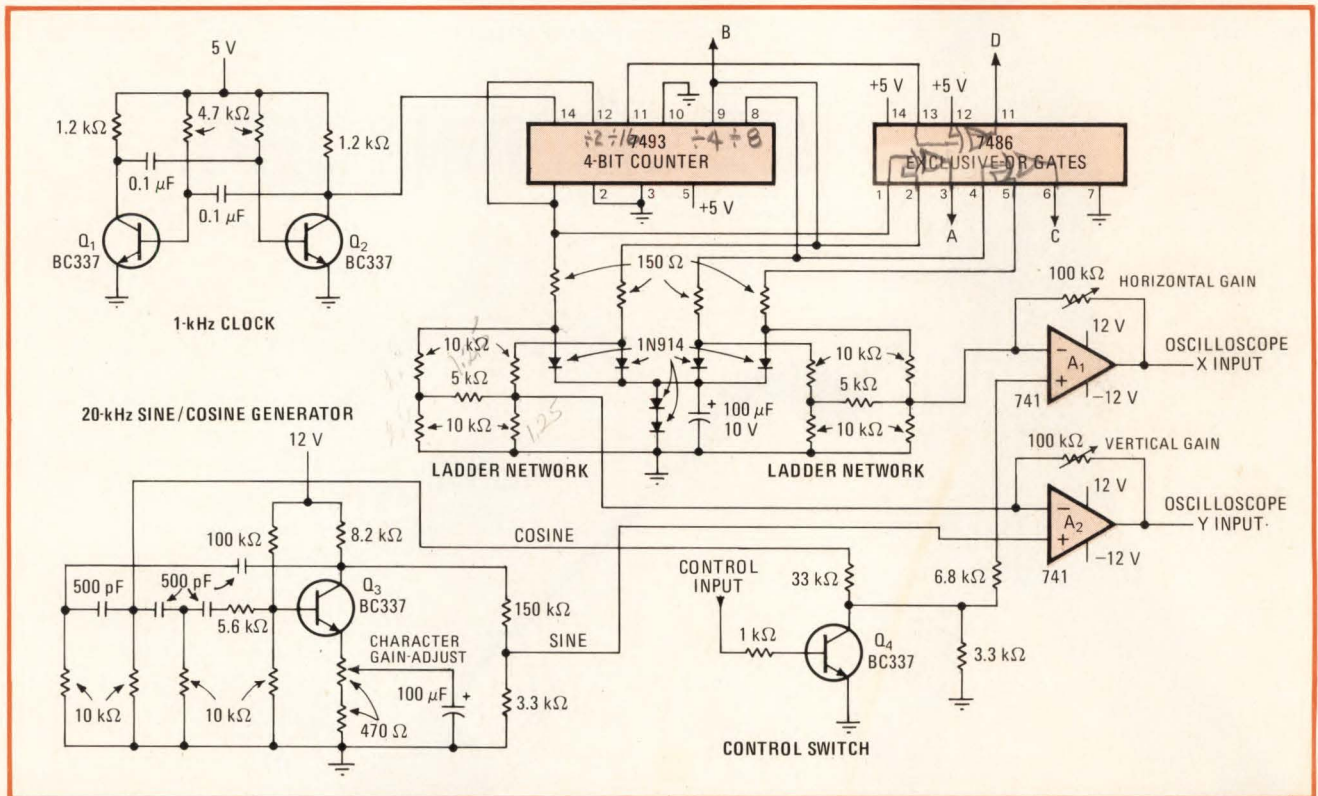 5 V
1.2 kΩ
4.7 kΩ
1.2 kΩ
0.1 μF
0.1 μF
Q1
BC337
Q2
BC337
1-kHz CLOCK
B
D
+5 V
+5 V
14 12 11 10 9 8
÷2 ÷16 ÷4 ÷8
7493
4-BIT COUNTER
2 3 5
+5 V
14 13 12 11
7486
EXCLUSIVE-OR GATES
1 2 3 4 5 6 7
A
C
150 Ω
10 kΩ
1.25
1N914
10 kΩ
5 kΩ
5 kΩ
10 kΩ
1.25
100 μF
10 V
10 kΩ
LADDER NETWORK
LADDER NETWORK
100 kΩ
HORIZONTAL GAIN
12 V
A1
741
−12 V
OSCILLOSCOPE
X INPUT
100 kΩ
VERTICAL GAIN
12 V
A2
741
−12 V
OSCILLOSCOPE
Y INPUT
20-kHz SINE/COSINE GENERATOR
12 V
100 kΩ
8.2 kΩ
COSINE
500 pF
500 pF
5.6 kΩ
Q3
BC337
150 kΩ
SINE
CHARACTER
GAIN-ADJUST
100 μF
3.3 kΩ
10 kΩ
10 kΩ
470 Ω
CONTROL
INPUT
1 kΩ
33 kΩ
6.8 kΩ
Q4
BC337
3.3 kΩ
CONTROL SWITCH